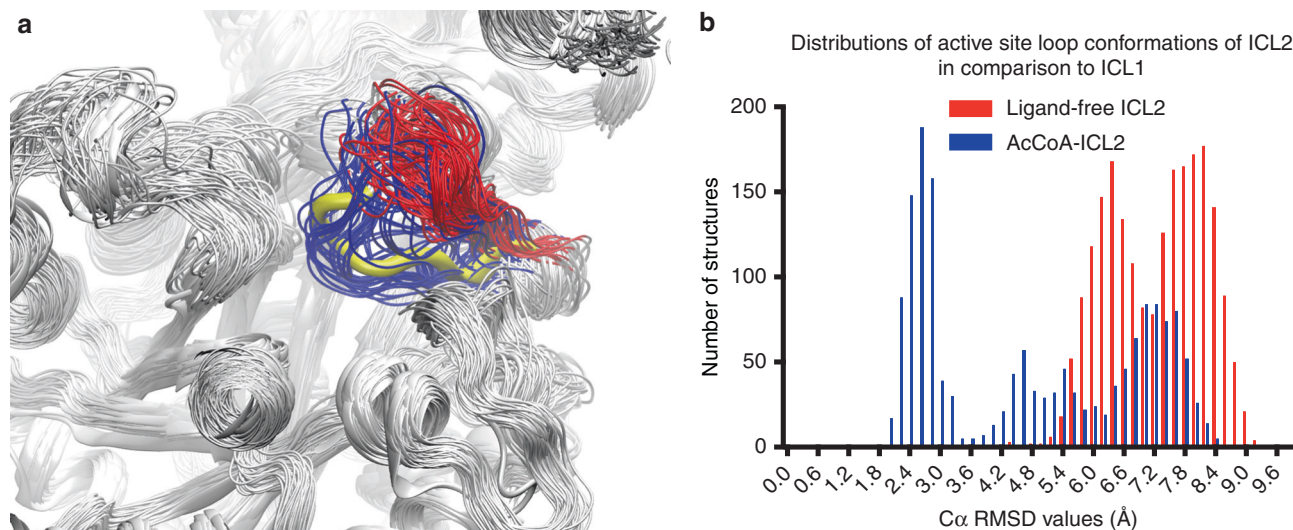 a
b
Distributions of active site loop conformations of ICL2
in comparison to ICL1
Ligand-free ICL2
AcCoA-ICL2
Number of structures
200
150
100
50
0
0.0 0.6 1.2 1.8 2.4 3.0 3.6 4.2 4.8 5.4 6.0 6.6 7.2 7.8 8.4 9.0 9.6
Cα RMSD values (Å)